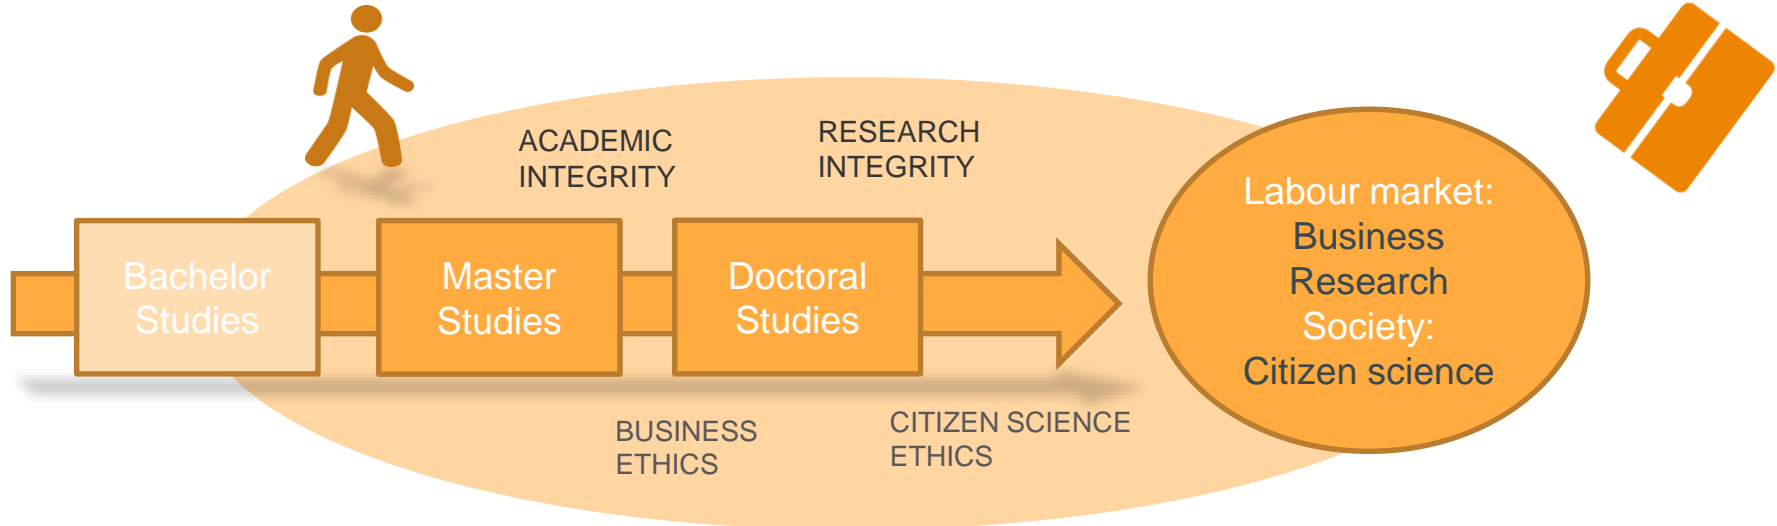 ACADEMIC
INTEGRITY
RESEARCH
INTEGRITY
Bachelor
Studies
Master
Studies
Doctoral
Studies
Labour market:
Business
Research
Society:
Citizen science
BUSINESS
ETHICS
CITIZEN SCIENCE
ETHICS